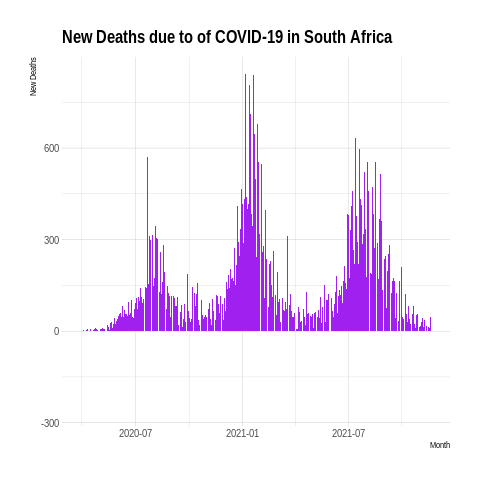 New Deaths due to of COVID-19 in South Africa
New Deaths
600
300
0
-300
2020-07 2021-01 2021-07
Month